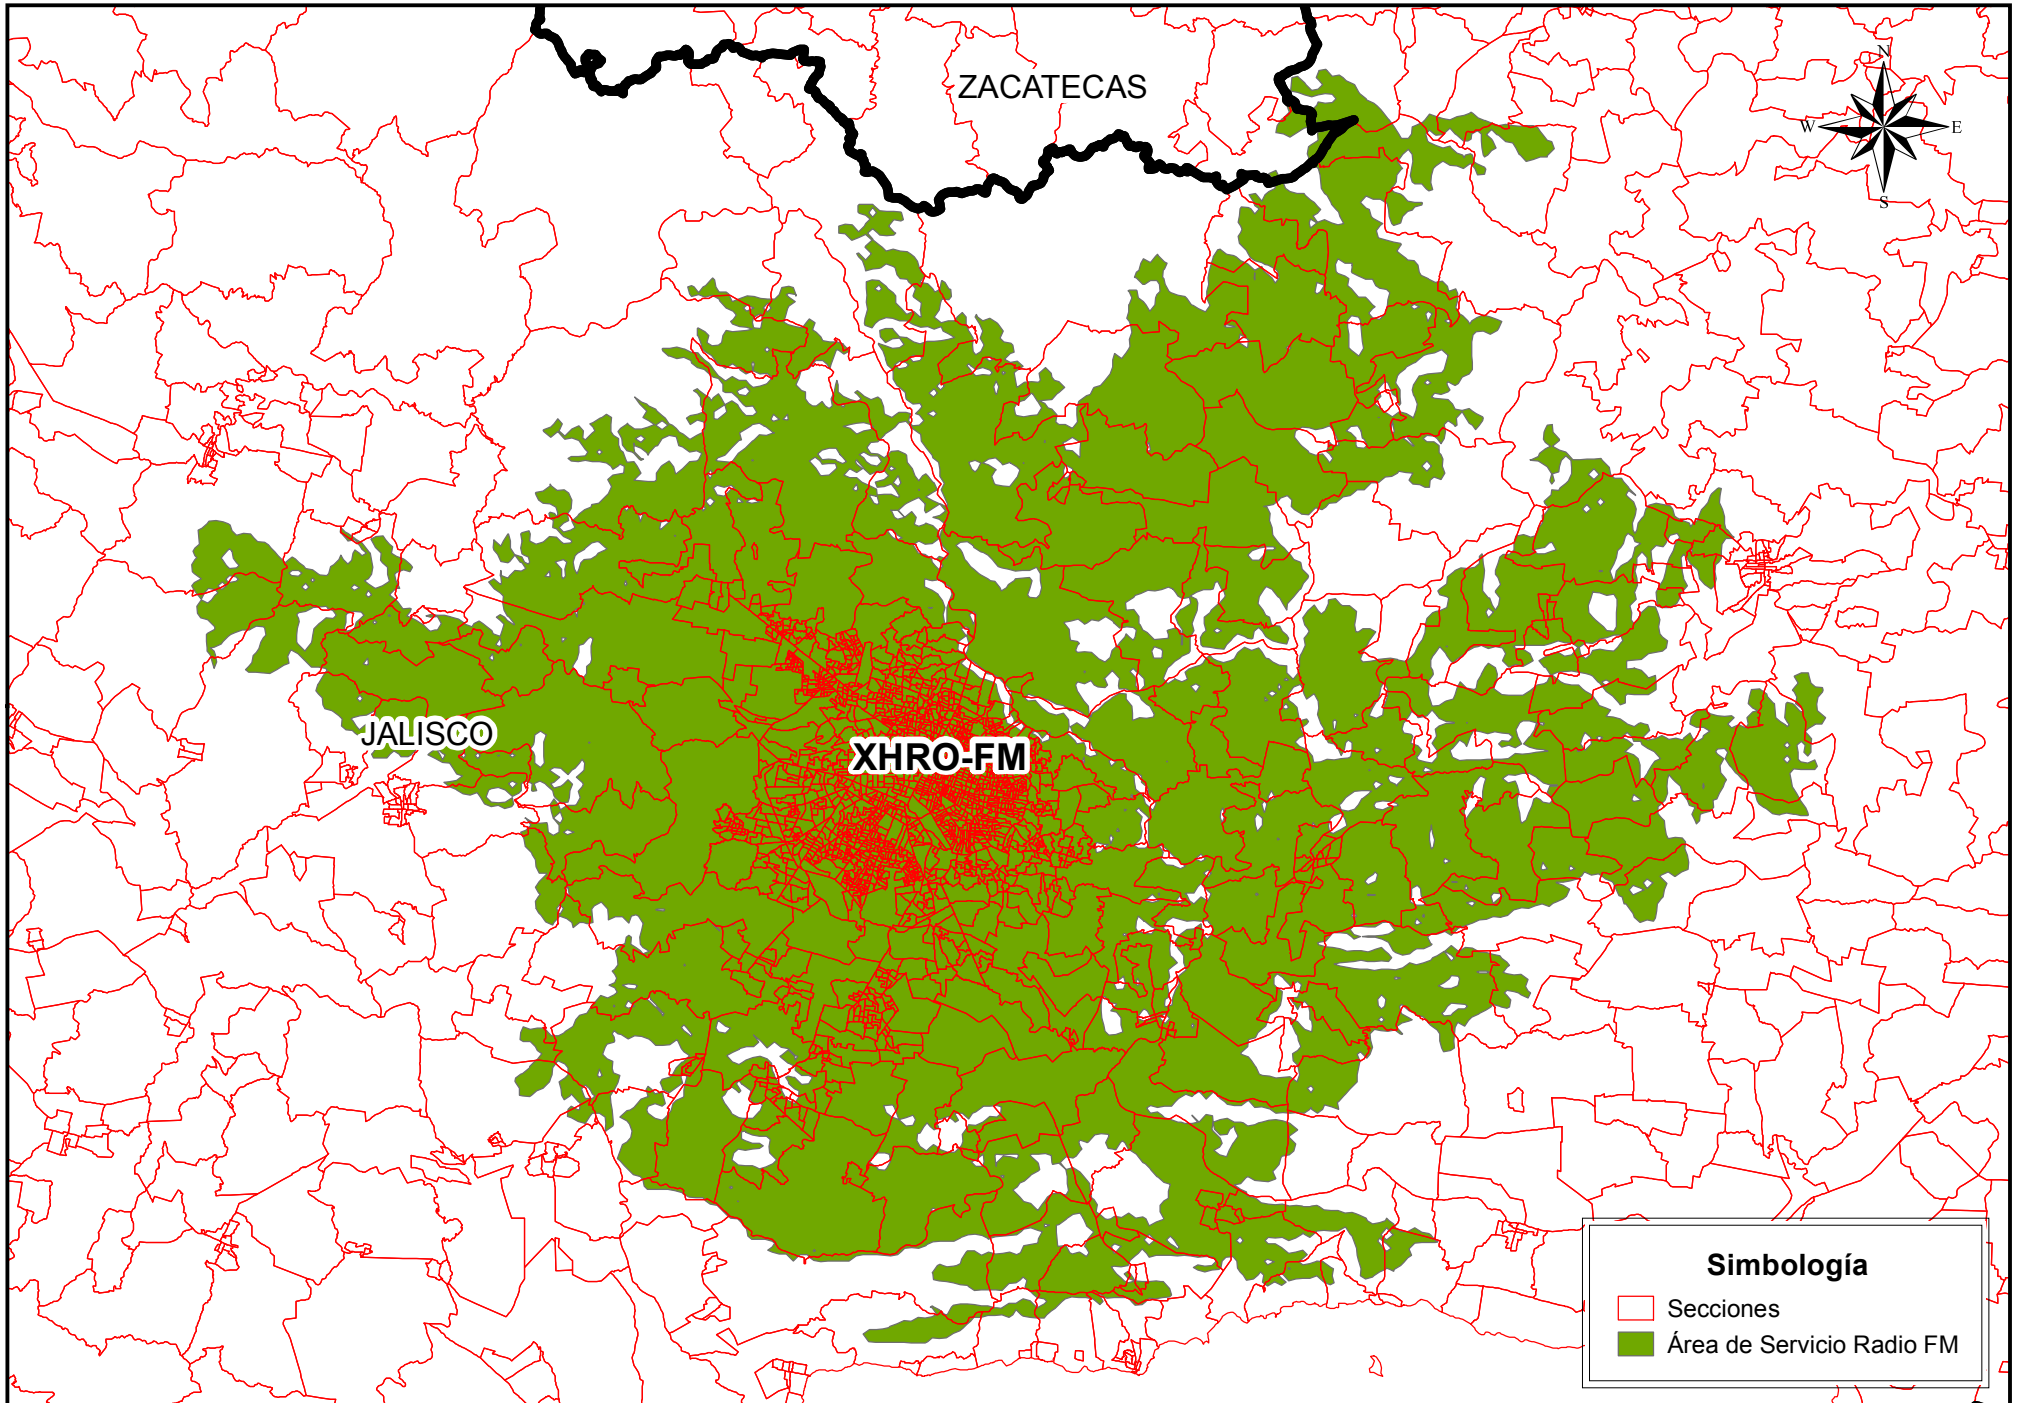 ZACATECAS
N
W
E
S
JALISCO
XHRO-FM
Simbología
Secciones
Área de Servicio Radio FM